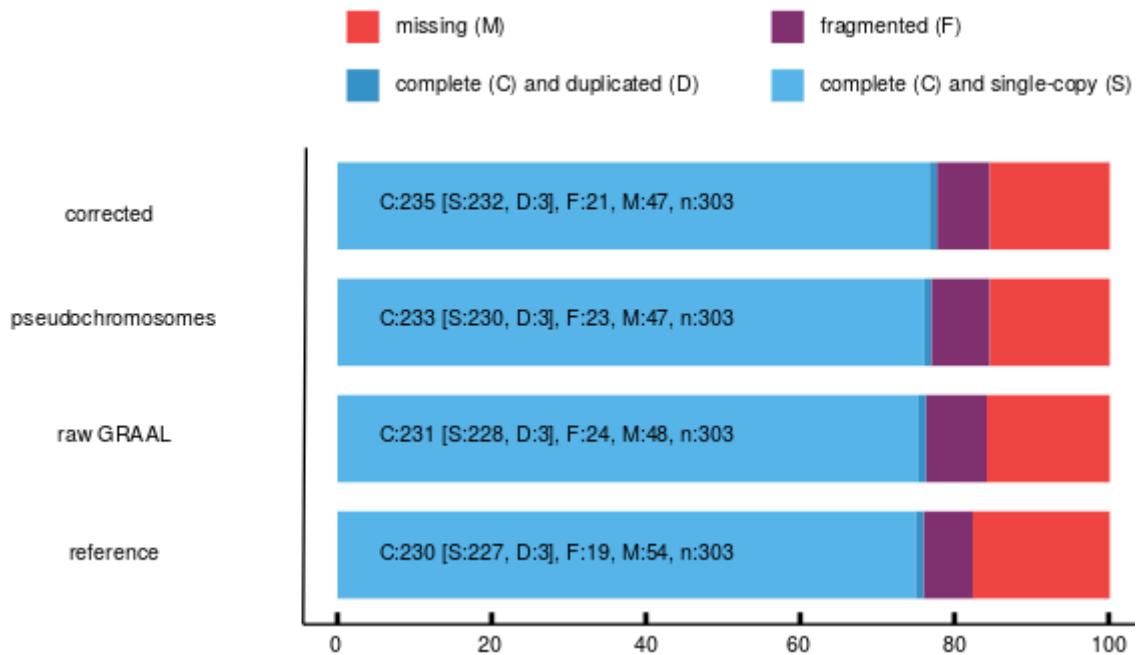 missing (M)
fragmented (F)
complete (C) and duplicated (D)
complete (C) and single-copy (S)
corrected
C:235 [S:232, D:3], F:21, M:47, n:303
pseudochromosomes
C:233 [S:230, D:3], F:23, M:47, n:303
raw GRAAL
C:231 [S:228, D:3], F:24, M:48, n:303
reference
C:230 [S:227, D:3], F:19, M:54, n:303
0 20 40 60 80 100